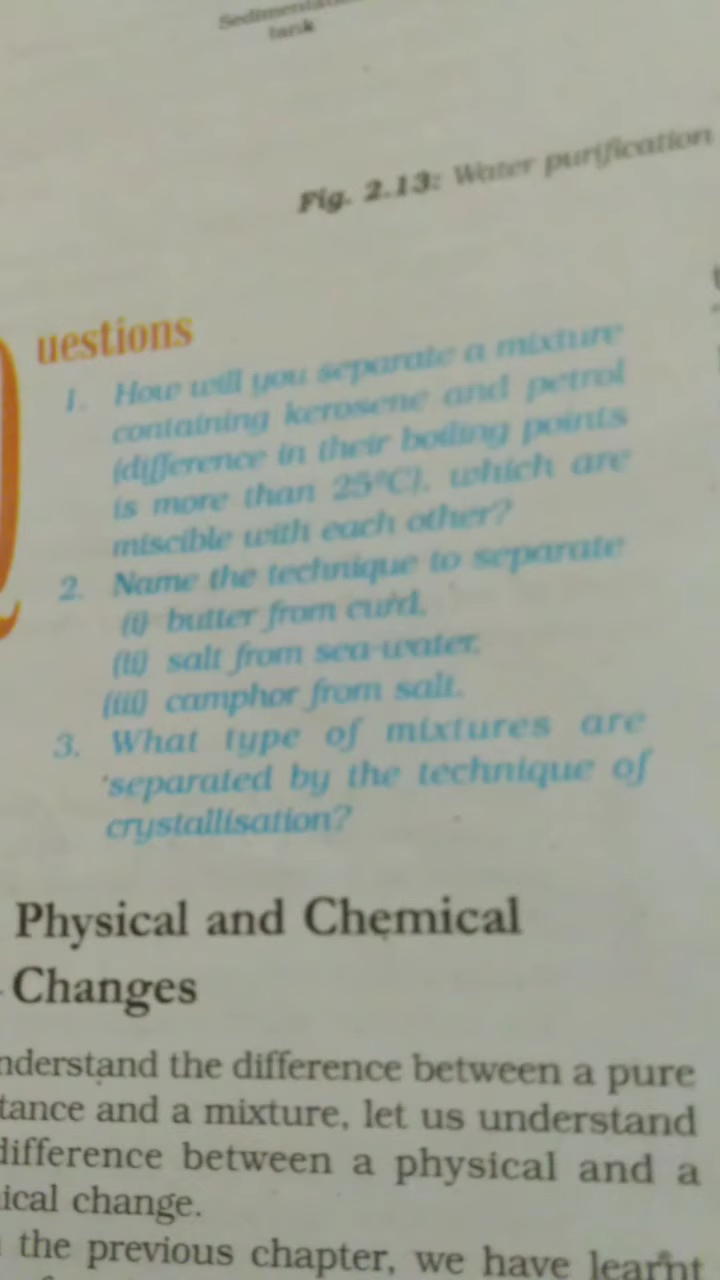 Sedimentation
tank
Fig. 2.13: Water purification
uestions
1. How will you separate a mixture
containing kerosene and petrol
(difference in their boiling points
is more than 25°C), which are
miscible with each other?
2. Name the technique to separate
(i) butter from curd,
(ii) salt from sea-water,
(iii) camphor from salt.
3. What type of mixtures are
separated by the technique of
crystallisation?
Physical and Chemical
Changes
nderstand the difference between a pure
tance and a mixture, let us understand
difference between a physical and a
ical change.
the previous chapter, we have learnt